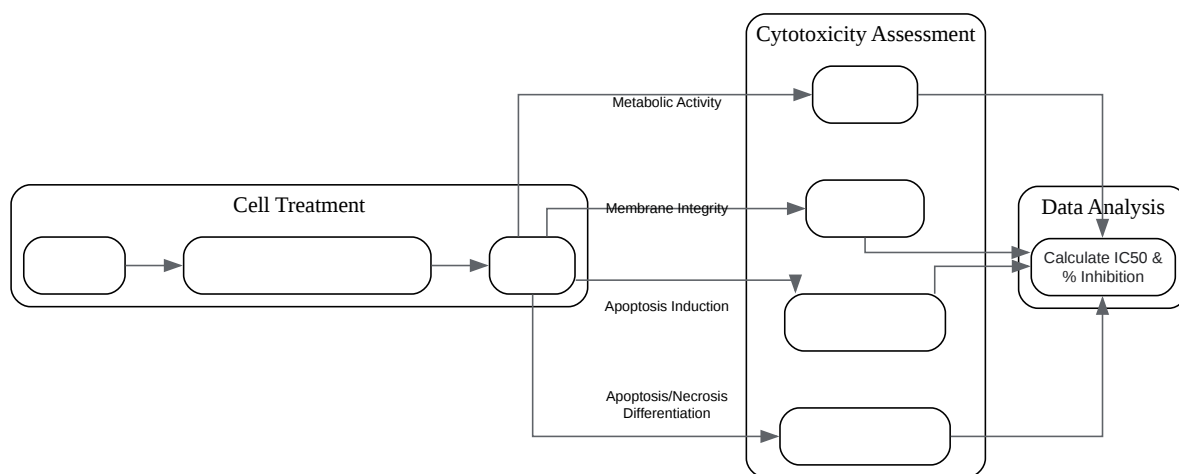 Cytotoxicity Assessment
Metabolic Activity
Cell Treatment
Membrane Integrity
Data Analysis
Calculate IC50 &
% Inhibition
Apoptosis Induction
Apoptosis/Necrosis
Differentiation